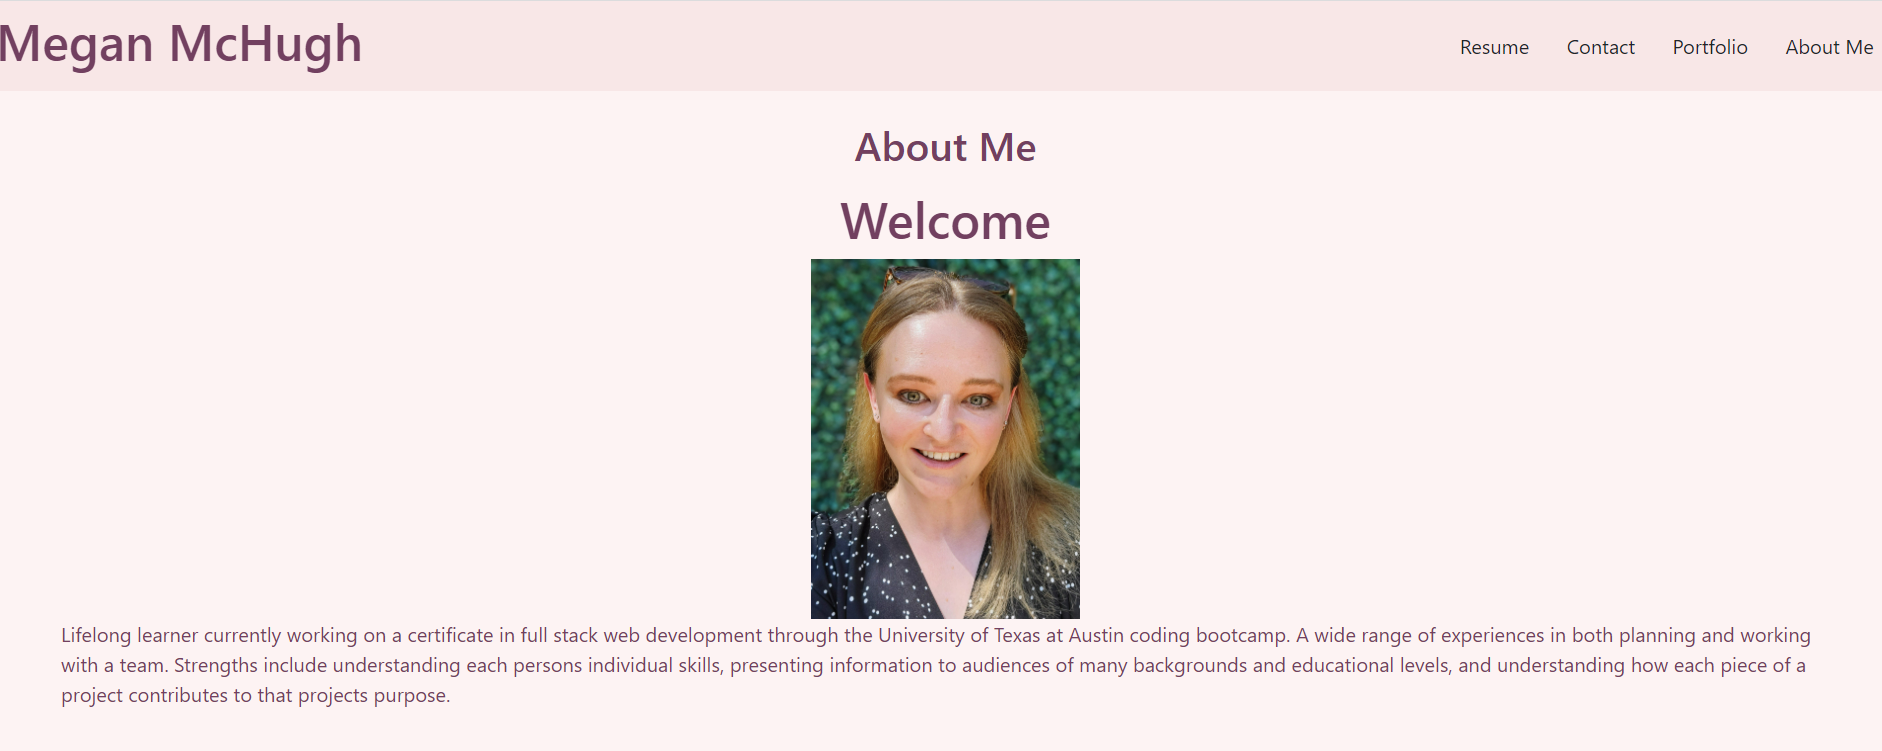 Megan McHugh
Resume Contact Portfolio About Me
About Me
Welcome
Lifelong learner currently working on a certificate in full stack web development through the University of Texas at Austin coding bootcamp. A wide range of experiences in both planning and working
with a team. Strengths include understanding each persons individual skills, presenting information to audiences of many backgrounds and educational levels, and understanding how each piece of a
project contributes to that projects purpose.